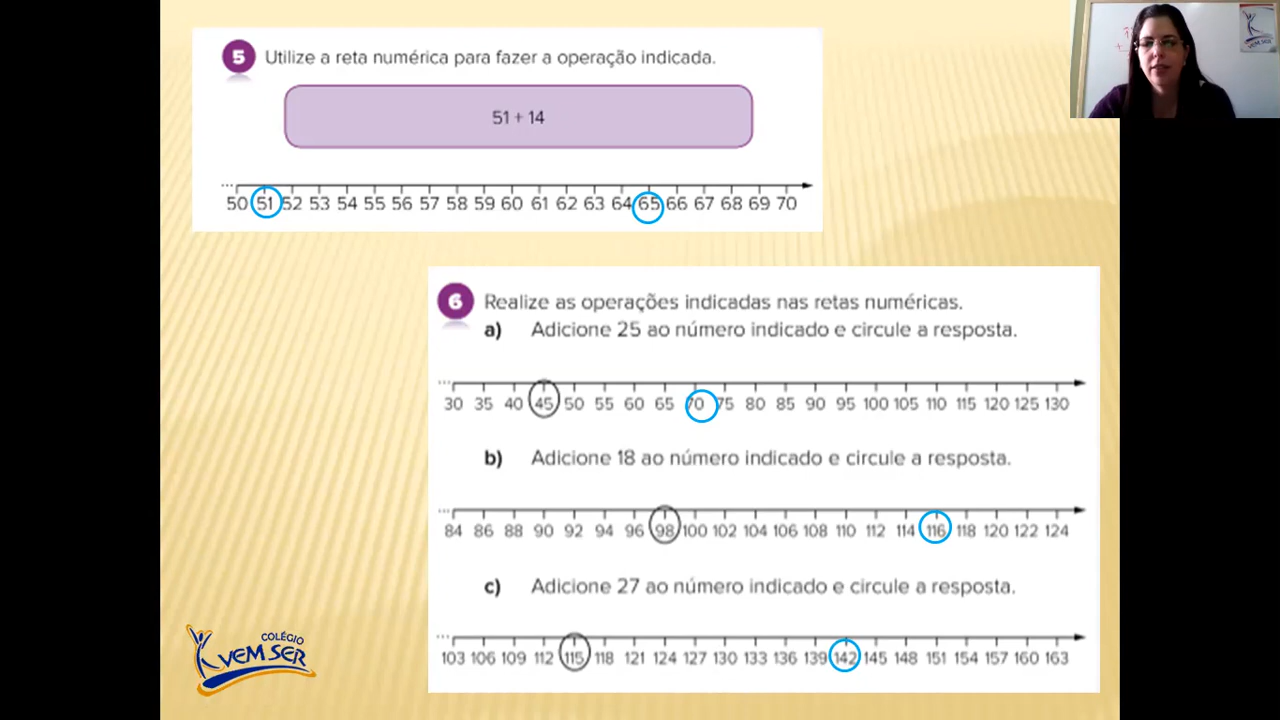 5 Utilize a reta numérica para fazer a operação indicada.
51 + 14
... 50 51 52 53 54 55 56 57 58 59 60 61 62 63 64 65 66 67 68 69 70
6 Realize as operações indicadas nas retas numéricas.
a) Adicione 25 ao número indicado e circule a resposta.
... 30 35 40 45 50 55 60 65 70 75 80 85 90 95 100 105 110 115 120 125 130
b) Adicione 18 ao número indicado e circule a resposta.
... 84 86 88 90 92 94 96 98 100 102 104 106 108 110 112 114 116 118 120 122 124
c) Adicione 27 ao número indicado e circule a resposta.
... 103 106 109 112 115 118 121 124 127 130 133 136 139 142 145 148 151 154 157 160 163
COLÉGIO
VEM SER
VEM SER